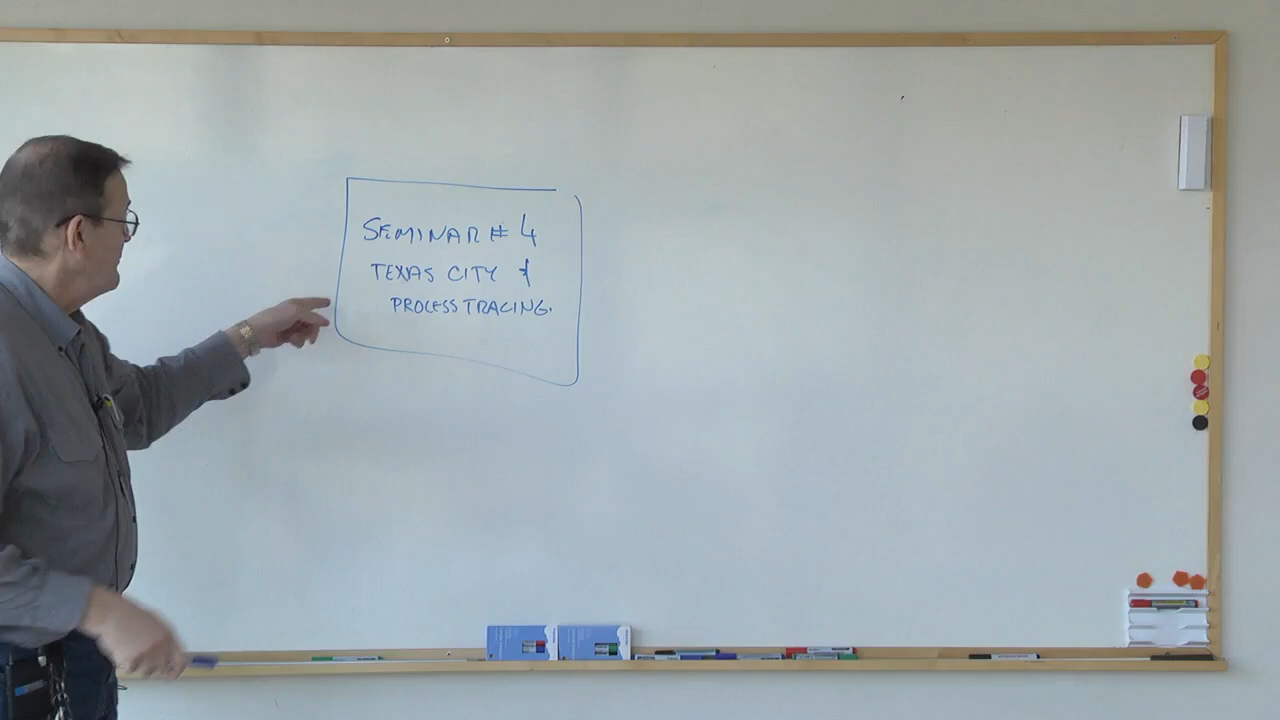 SEMINAR # 4
TEXAS CITY &
PROCESS TRACING.